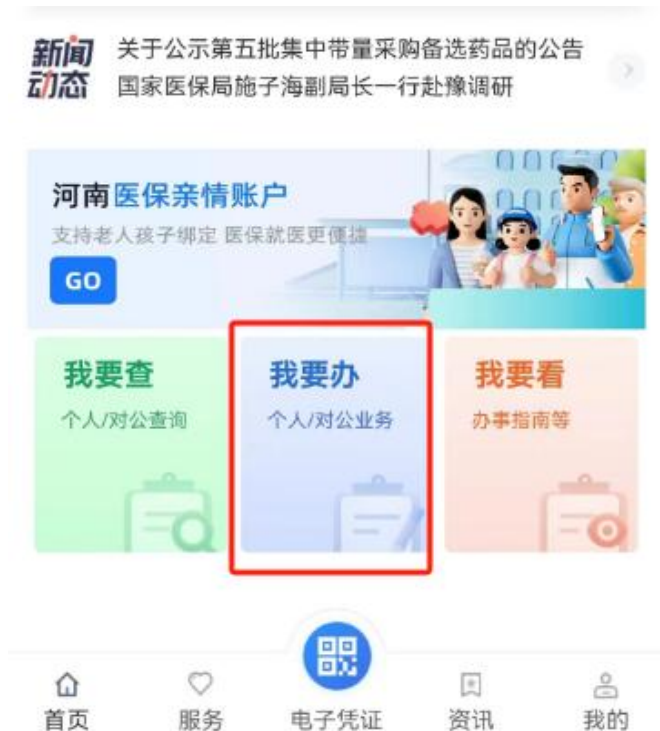 新闻
动态
关于公示第五批集中带量采购备选药品的公告
国家医保局施子海副局长一行赴豫调研
河南医保亲情账户
支持老人孩子绑定 医保就医更便捷
GO
我要查
个人/对公查询
我要办
个人/对公业务
我要看
办事指南等
首页
服务
电子凭证
资讯
我的